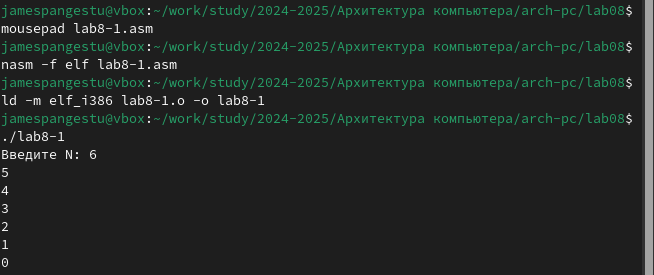 jamespangestu@vbox:~/work/study/2024-2025/Архитектура компьютера/arch-pc/lab08$
mousepad lab8-1.asm
jamespangestu@vbox:~/work/study/2024-2025/Архитектура компьютера/arch-pc/lab08$
nasm -f elf lab8-1.asm
jamespangestu@vbox:~/work/study/2024-2025/Архитектура компьютера/arch-pc/lab08$
ld -m elf_i386 lab8-1.o -o lab8-1
jamespangestu@vbox:~/work/study/2024-2025/Архитектура компьютера/arch-pc/lab08$
./lab8-1
Введите N: 6
5
4
3
2
1
0